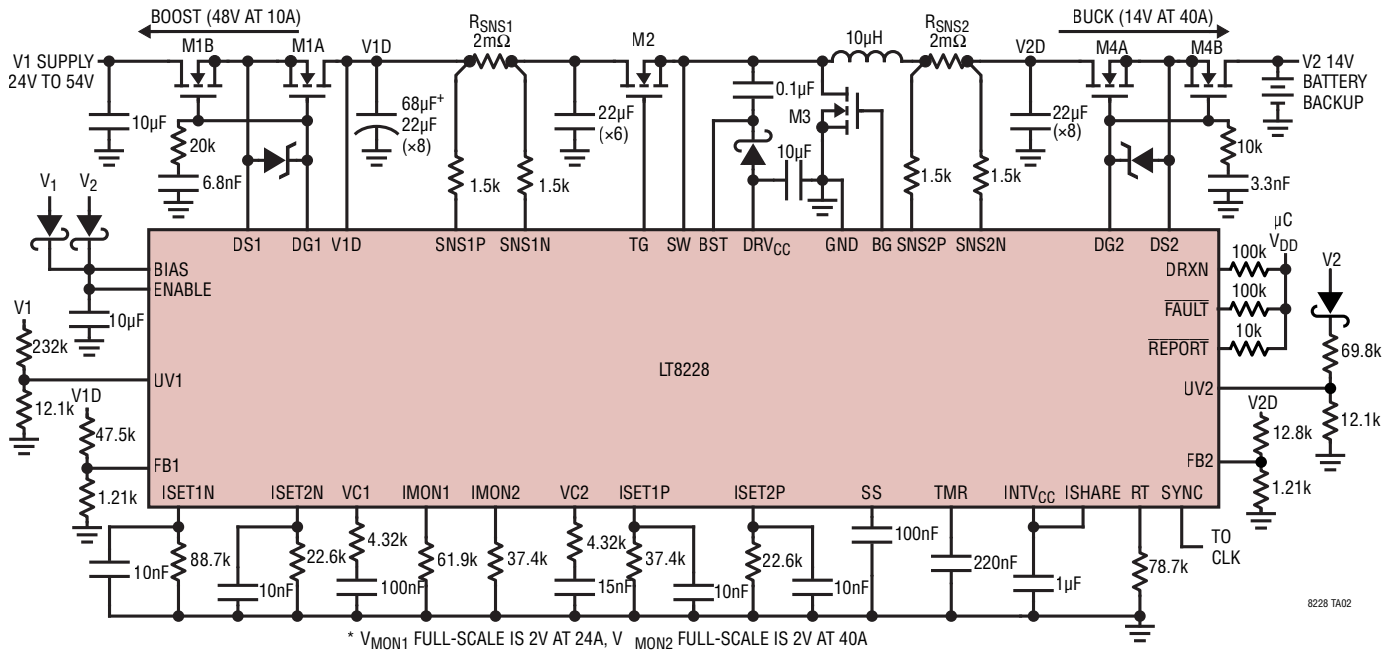 BOOST (48V AT 10A)
RSNS1
2mΩ
RSNS2
2mΩ
BUCK (14V AT 40A)
V1 SUPPLY
24V TO 54V
M1B
M1A
V1D
M2
10µH
V2D
M4A
M4B
V2 14V
BATTERY
BACKUP
10µF
20k
6.8nF
68µF+
22µF
(×8)
1.5k
1.5k
22µF
(×6)
0.1µF
M3
10µF
1.5k
1.5k
22µF
(×8)
10k
3.3nF
V1
V2
DS1
DG1
V1D
SNS1P
SNS1N
TG
SW
BST
DRVCC
GND
BG
SNS2P
SNS2N
DG2
DS2
µC
VDD
BIAS
ENABLE
10µF
DRXN
100k
FAULT
100k
REPORT
10k
V2
69.8k
V1
232k
UV1
12.1k
LT8228
UV2
12.1k
V1D
47.5k
FB1
1.21k
V2D
12.8k
FB2
1.21k
ISET1N
ISET2N
VC1
IMON1
IMON2
VC2
ISET1P
ISET2P
SS
TMR
INTVCC
ISHARE
RT
SYNC
10nF
88.7k
10nF
22.6k
4.32k
100nF
61.9k
37.4k
4.32k
15nF
37.4k
10nF
22.6k
10nF
100nF
220nF
1µF
78.7k
TO
CLK
8228 TA02
* VMON1 FULL-SCALE IS 2V AT 24A, V MON2 FULL-SCALE IS 2V AT 40A